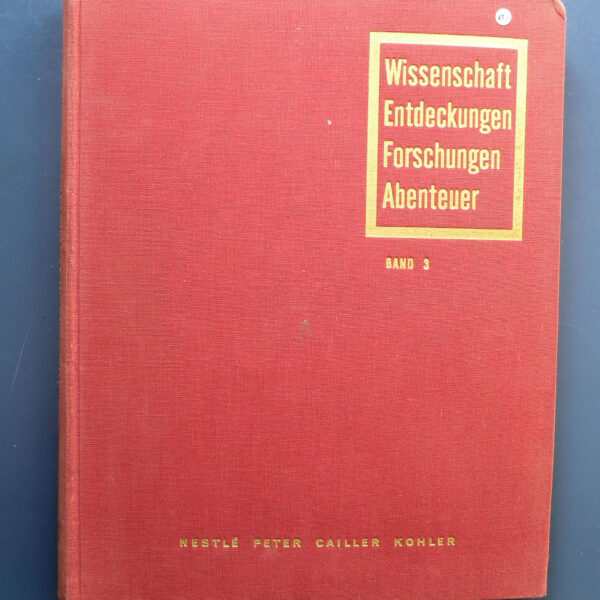 Wissenschaft
Entdeckungen
Forschungen
Abenteuer
BAND 3
NESTLÉ PETER CAILLER KOHLER